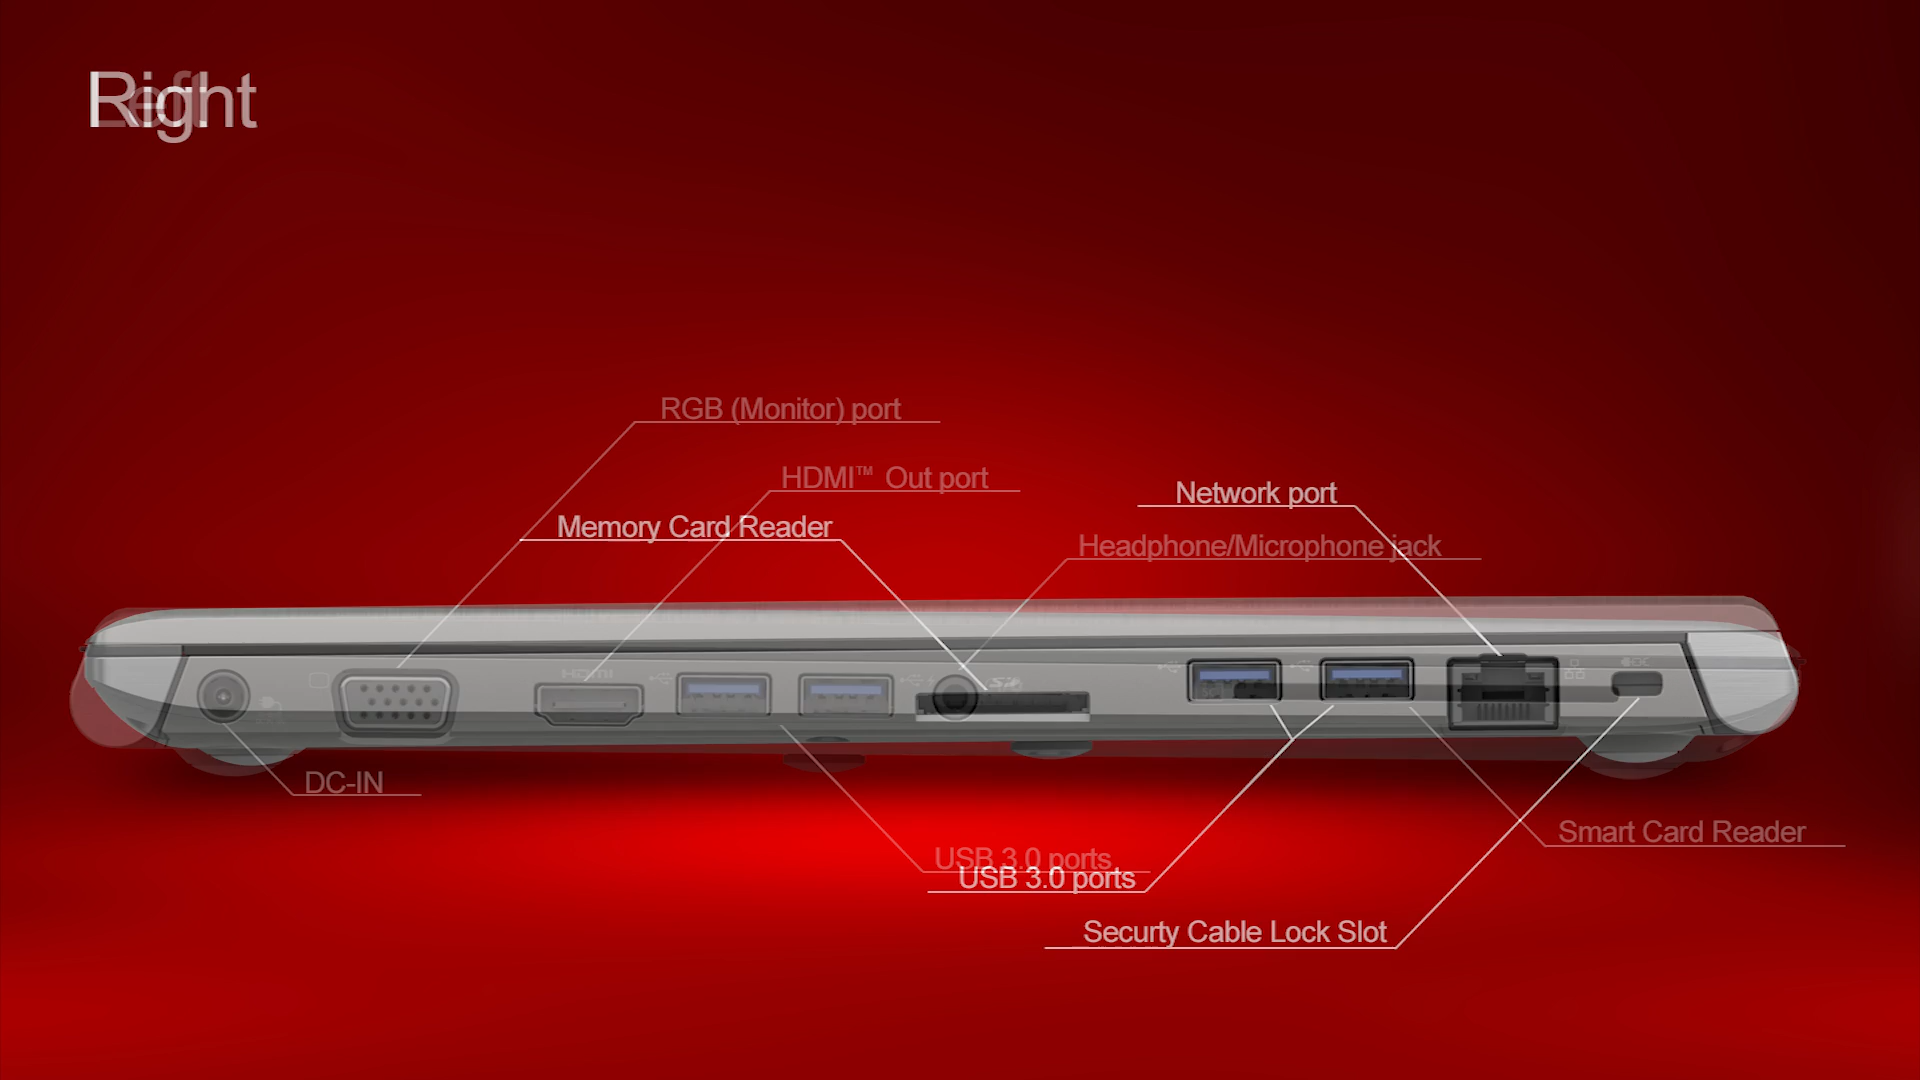 Right
Left
RGB (Monitor) port
HDMI™ Out port
Network port
Memory Card Reader
Headphone/Microphone jack
HDMI
DC-IN
Smart Card Reader
USB 3.0 ports
USB 3.0 ports
Securty Cable Lock Slot